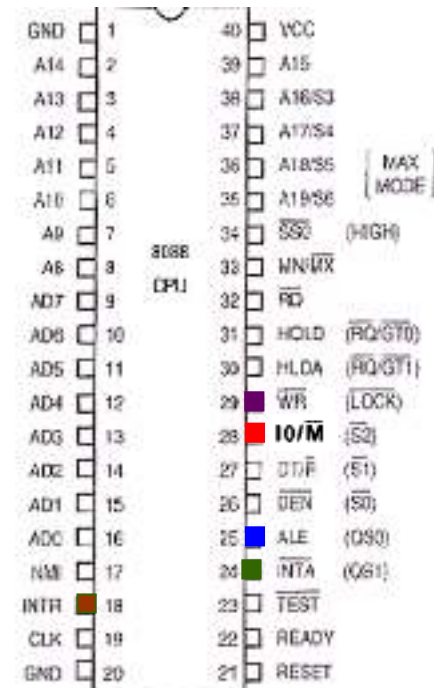 GND 1 40 VCC
A14 2 39 A15
A13 3 38 A16/S3
A12 4 37 A17/S4
A11 5 36 A18/S5 MAX
A10 6 35 A19/S6 MODE
A9 7 34 SS0 (HIGH)
A8 8 8088 33 MN/MX
AD7 9 CPU 32 RD
AD6 10 31 HOLD (RQ/GT0)
AD5 11 30 HLDA (RQ/GT1)
AD4 12 29 WR (LOCK)
AD3 13 28 IO/M (S2)
AD2 14 27 DT/R (S1)
AD1 15 26 DEN (S0)
AD0 16 25 ALE (QS0)
NMI 17 24 INTA (QS1)
INTR 18 23 TEST
CLK 19 22 READY
GND 20 21 RESET